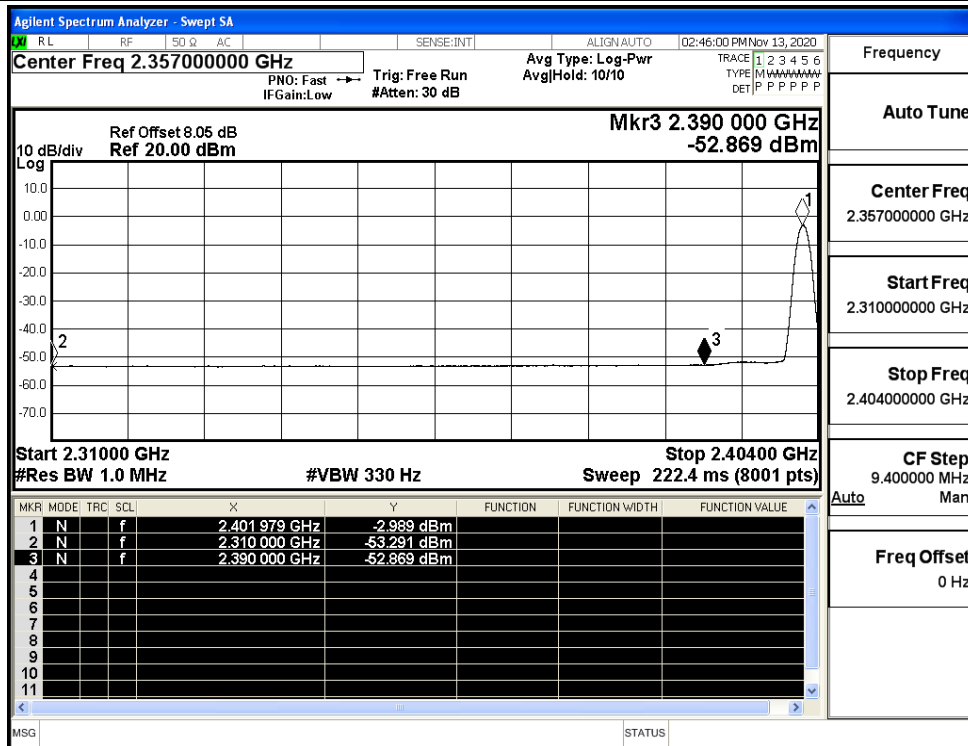 Agilent Spectrum Analyzer - Swept SA
LXI RL RF 50 Ω AC SENSE:INT ALIGN AUTO 02:46:00 PM Nov 13, 2020
Center Freq 2.357000000 GHz
PNO: Fast
IFGain:Low
Trig: Free Run
#Atten: 30 dB
Avg Type: Log-Pwr
Avg|Hold: 10/10
TRACE 1 2 3 4 5 6
TYPE M WWWWW
DET P P P P P P
Ref Offset 8.05 dB
10 dB/div Ref 20.00 dBm
Log
Mkr3 2.390 000 GHz
-52.869 dBm
10.0
0.00
-10.0
-20.0
-30.0
-40.0
-50.0
-60.0
-70.0
1
2
3
Start 2.31000 GHz Stop 2.40400 GHz
#Res BW 1.0 MHz #VBW 330 Hz Sweep 222.4 ms (8001 pts)
MKR MODE TRC SCL X Y FUNCTION FUNCTION WIDTH FUNCTION VALUE
1 N f 2.401 979 GHz -2.989 dBm
2 N f 2.310 000 GHz -53.291 dBm
3 N f 2.390 000 GHz -52.869 dBm
4
5
6
7
8
9
10
11
MSG STATUS
Frequency
Auto Tune
Center Freq
2.357000000 GHz
Start Freq
2.310000000 GHz
Stop Freq
2.404000000 GHz
CF Step
9.400000 MHz
Auto Man
Freq Offset
0 Hz